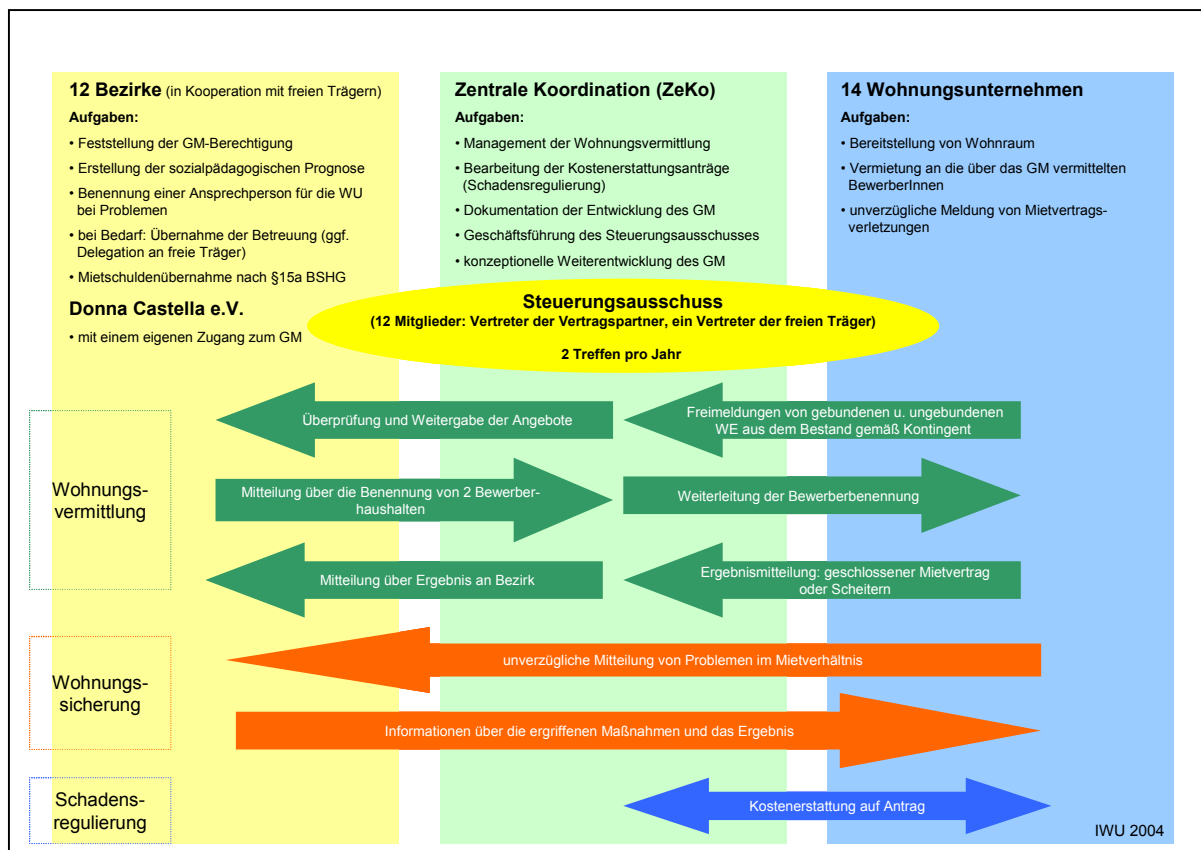 12 Bezirke (in Kooperation mit freien Trägern)
Aufgaben:
• Feststellung der GM-Berechtigung
• Erstellung der sozialpädagogischen Prognose
• Benennung einer Ansprechperson für die WU
bei Problemen
• bei Bedarf: Übernahme der Betreuung (ggf.
Delegation an freie Träger)
• Mietschuldenübernahme nach §15a BSHG
Donna Castella e.V.
• mit einem eigenen Zugang zum GM
Zentrale Koordination (ZeKo)
Aufgaben:
• Management der Wohnungsvermittlung
• Bearbeitung der Kostenerstattungsanträge
(Schadensregulierung)
• Dokumentation der Entwicklung des GM
• Geschäftsführung des Steuerungsausschusses
• konzeptionelle Weiterentwicklung des GM
14 Wohnungsunternehmen
Aufgaben:
• Bereitstellung von Wohnraum
• Vermietung an die über das GM vermittelten
BewerberInnen
• unverzügliche Meldung von Mietvertrags-
verletzungen
Steuerungsausschuss
(12 Mitglieder: Vertreter der Vertragspartner, ein Vertreter der freien Träger)
2 Treffen pro Jahr
Wohnungs-
vermittlung
Überprüfung und Weitergabe der Angebote
Freimeldungen von gebundenen u. ungebundenen
WE aus dem Bestand gemäß Kontingent
Mitteilung über die Benennung von 2 Bewerber-
haushalten
Weiterleitung der Bewerberbenennung
Mitteilung über Ergebnis an Bezirk
Ergebnismitteilung: geschlossener Mietvertrag
oder Scheitern
Wohnungs-
sicherung
unverzügliche Mitteilung von Problemen im Mietverhältnis
Informationen über die ergriffenen Maßnahmen und das Ergebnis
Schadens-
regulierung
Kostenerstattung auf Antrag
IWU 2004